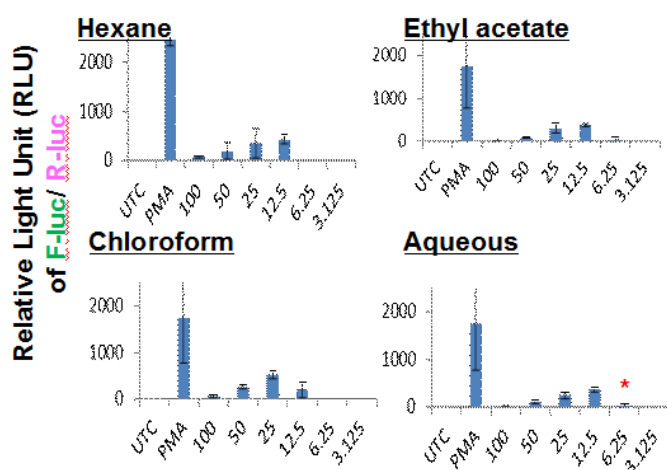 Relative Light Unit (RLU)
of F-luc/ R-luc
Hexane
2000
1000
0
UTC PMA 100 50 25 12.5 6.25 3.125
Ethyl acetate
2000
1000
0
UTC PMA 100 50 25 12.5 6.25 3.125
Chloroform
2000
1000
0
UTC PMA 100 50 25 12.5 6.25 3.125
Aqueous
2000
1000
0
*
UTC PMA 100 50 25 12.5 6.25 3.125